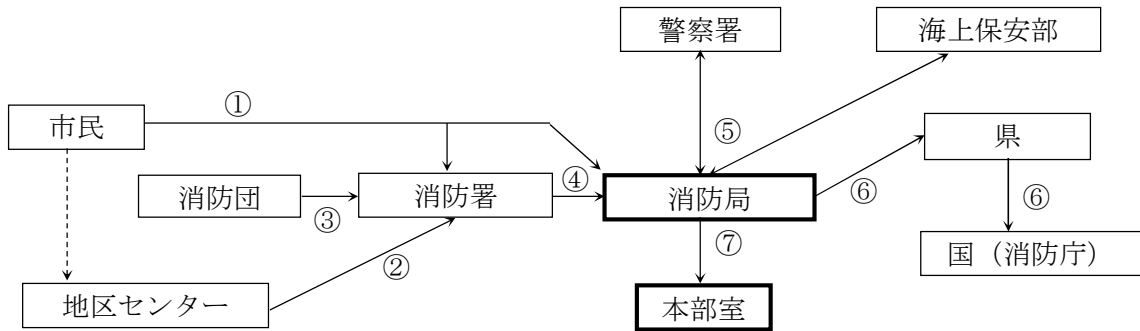 警察署
海上保安部
①
市民
⑤
県
消防団
③
消防署
④
消防局
⑥
⑥
②
⑦
国（消防庁）
地区センター
本部室